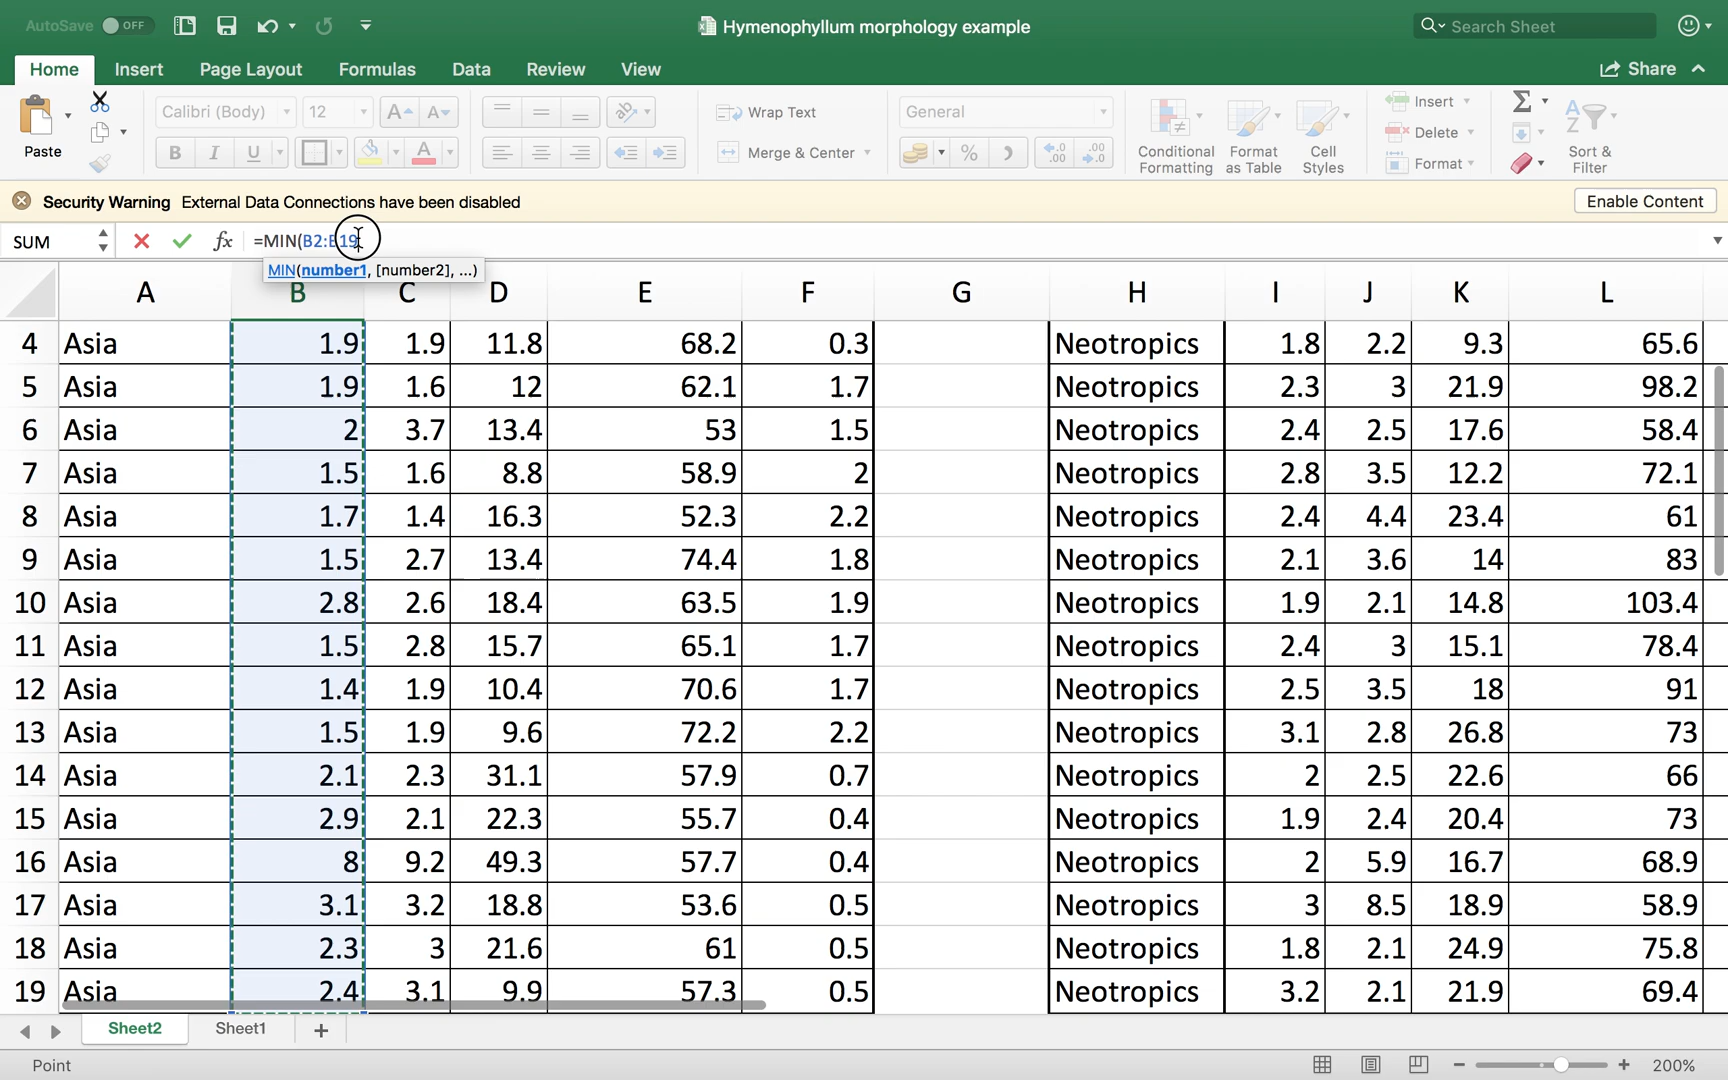 AutoSave OFF Hymenophyllum morphology example Search Sheet
Home Insert Page Layout Formulas Data Review View Share
Paste Calibri (Body) 12 A A Wrap Text General Conditional Formatting Format as Table Cell Styles Insert Delete Format Sort & Filter
B I U A Merge & Center % .0 .00 .00 .0
Security Warning External Data Connections have been disabled Enable Content
SUM fx =MIN(B2:B19
MIN(number1, [number2], ...)
A B C D E F G H I J K L
4 Asia 1.9 1.9 11.8 68.2 0.3 Neotropics 1.8 2.2 9.3 65.6
5 Asia 1.9 1.6 12 62.1 1.7 Neotropics 2.3 3 21.9 98.2
6 Asia 2 3.7 13.4 53 1.5 Neotropics 2.4 2.5 17.6 58.4
7 Asia 1.5 1.6 8.8 58.9 2 Neotropics 2.8 3.5 12.2 72.1
8 Asia 1.7 1.4 16.3 52.3 2.2 Neotropics 2.4 4.4 23.4 61
9 Asia 1.5 2.7 13.4 74.4 1.8 Neotropics 2.1 3.6 14 83
10 Asia 2.8 2.6 18.4 63.5 1.9 Neotropics 1.9 2.1 14.8 103.4
11 Asia 1.5 2.8 15.7 65.1 1.7 Neotropics 2.4 3 15.1 78.4
12 Asia 1.4 1.9 10.4 70.6 1.7 Neotropics 2.5 3.5 18 91
13 Asia 1.5 1.9 9.6 72.2 2.2 Neotropics 3.1 2.8 26.8 73
14 Asia 2.1 2.3 31.1 57.9 0.7 Neotropics 2 2.5 22.6 66
15 Asia 2.9 2.1 22.3 55.7 0.4 Neotropics 1.9 2.4 20.4 73
16 Asia 8 9.2 49.3 57.7 0.4 Neotropics 2 5.9 16.7 68.9
17 Asia 3.1 3.2 18.8 53.6 0.5 Neotropics 3 8.5 18.9 58.9
18 Asia 2.3 3 21.6 61 0.5 Neotropics 1.8 2.1 24.9 75.8
19 Asia 2.4 3.1 9.9 57.3 0.5 Neotropics 3.2 2.1 21.9 69.4
Sheet2 Sheet1 +
Point 200%